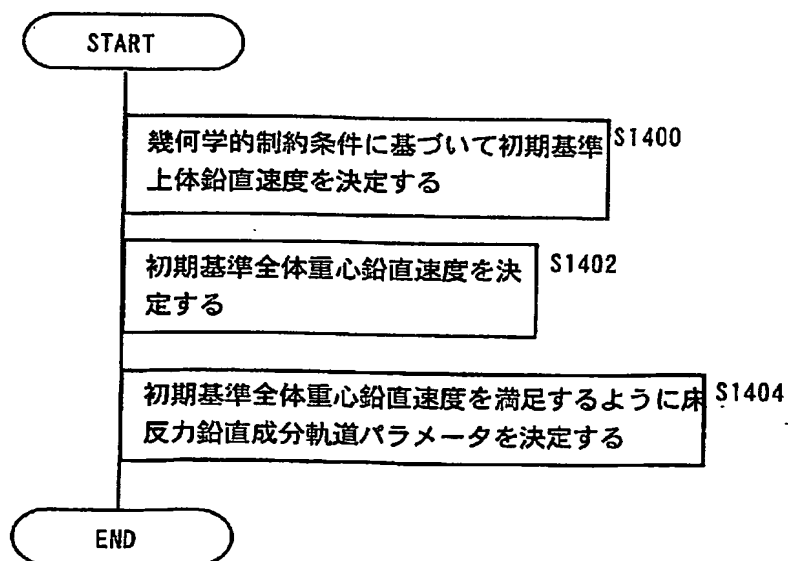 START
幾何学的制約条件に基づいて初期基準
上体鉛直速度を決定する
S1400
初期基準全体重心鉛直速度を決
定する
S1402
初期基準全体重心鉛直速度を満足するように床
反力鉛直成分軌道パラメータを決定する
S1404
END